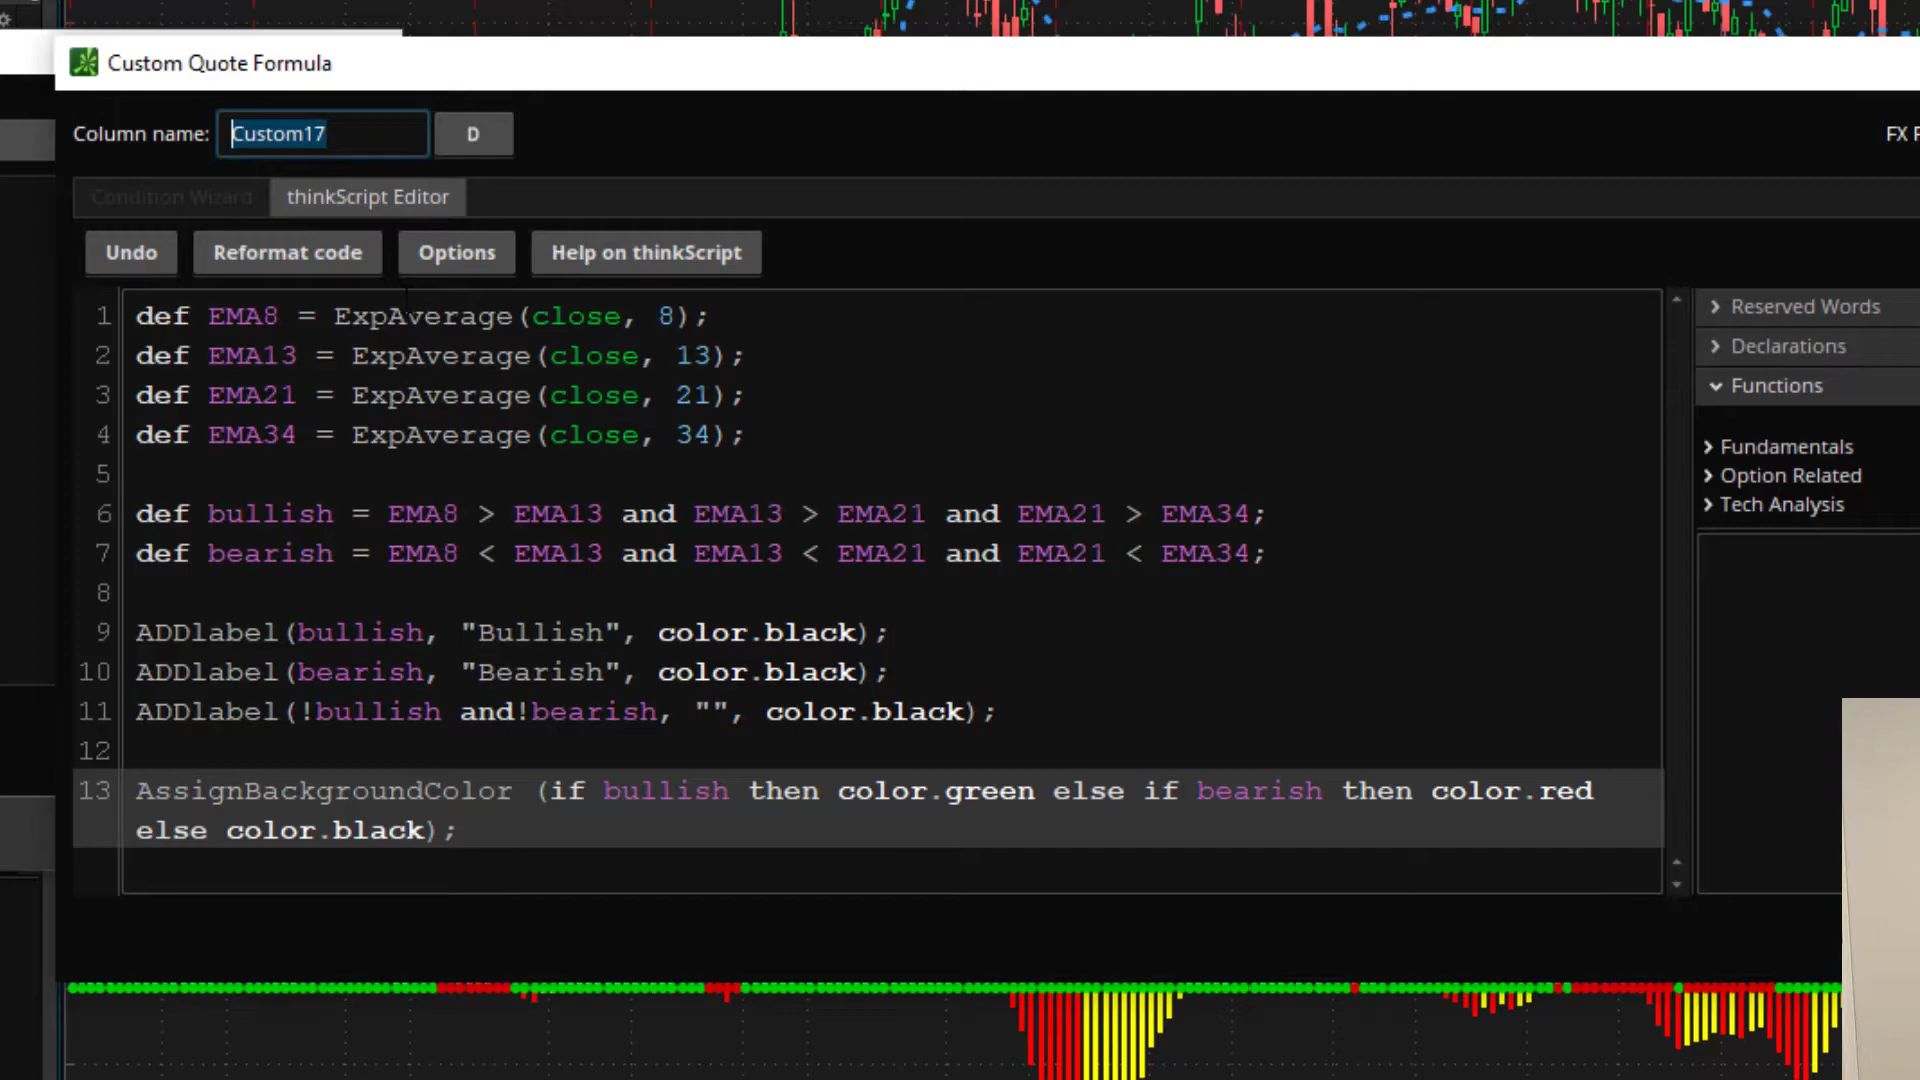 Custom Quote Formula
Column name: Custom17 D
FX
Condition Wizard thinkScript Editor
Undo Reformat code Options Help on thinkScript
1 def EMA8 = ExpAverage(close, 8);
2 def EMA13 = ExpAverage(close, 13);
3 def EMA21 = ExpAverage(close, 21);
4 def EMA34 = ExpAverage(close, 34);
5
6 def bullish = EMA8 > EMA13 and EMA13 > EMA21 and EMA21 > EMA34;
7 def bearish = EMA8 < EMA13 and EMA13 < EMA21 and EMA21 < EMA34;
8
9 ADDlabel(bullish, "Bullish", color.black);
10 ADDlabel(bearish, "Bearish", color.black);
11 ADDlabel(!bullish and!bearish, "", color.black);
12
13 AssignBackgroundColor (if bullish then color.green else if bearish then color.red
else color.black);
Reserved Words
Declarations
Functions
Fundamentals
Option Related
Tech Analysis